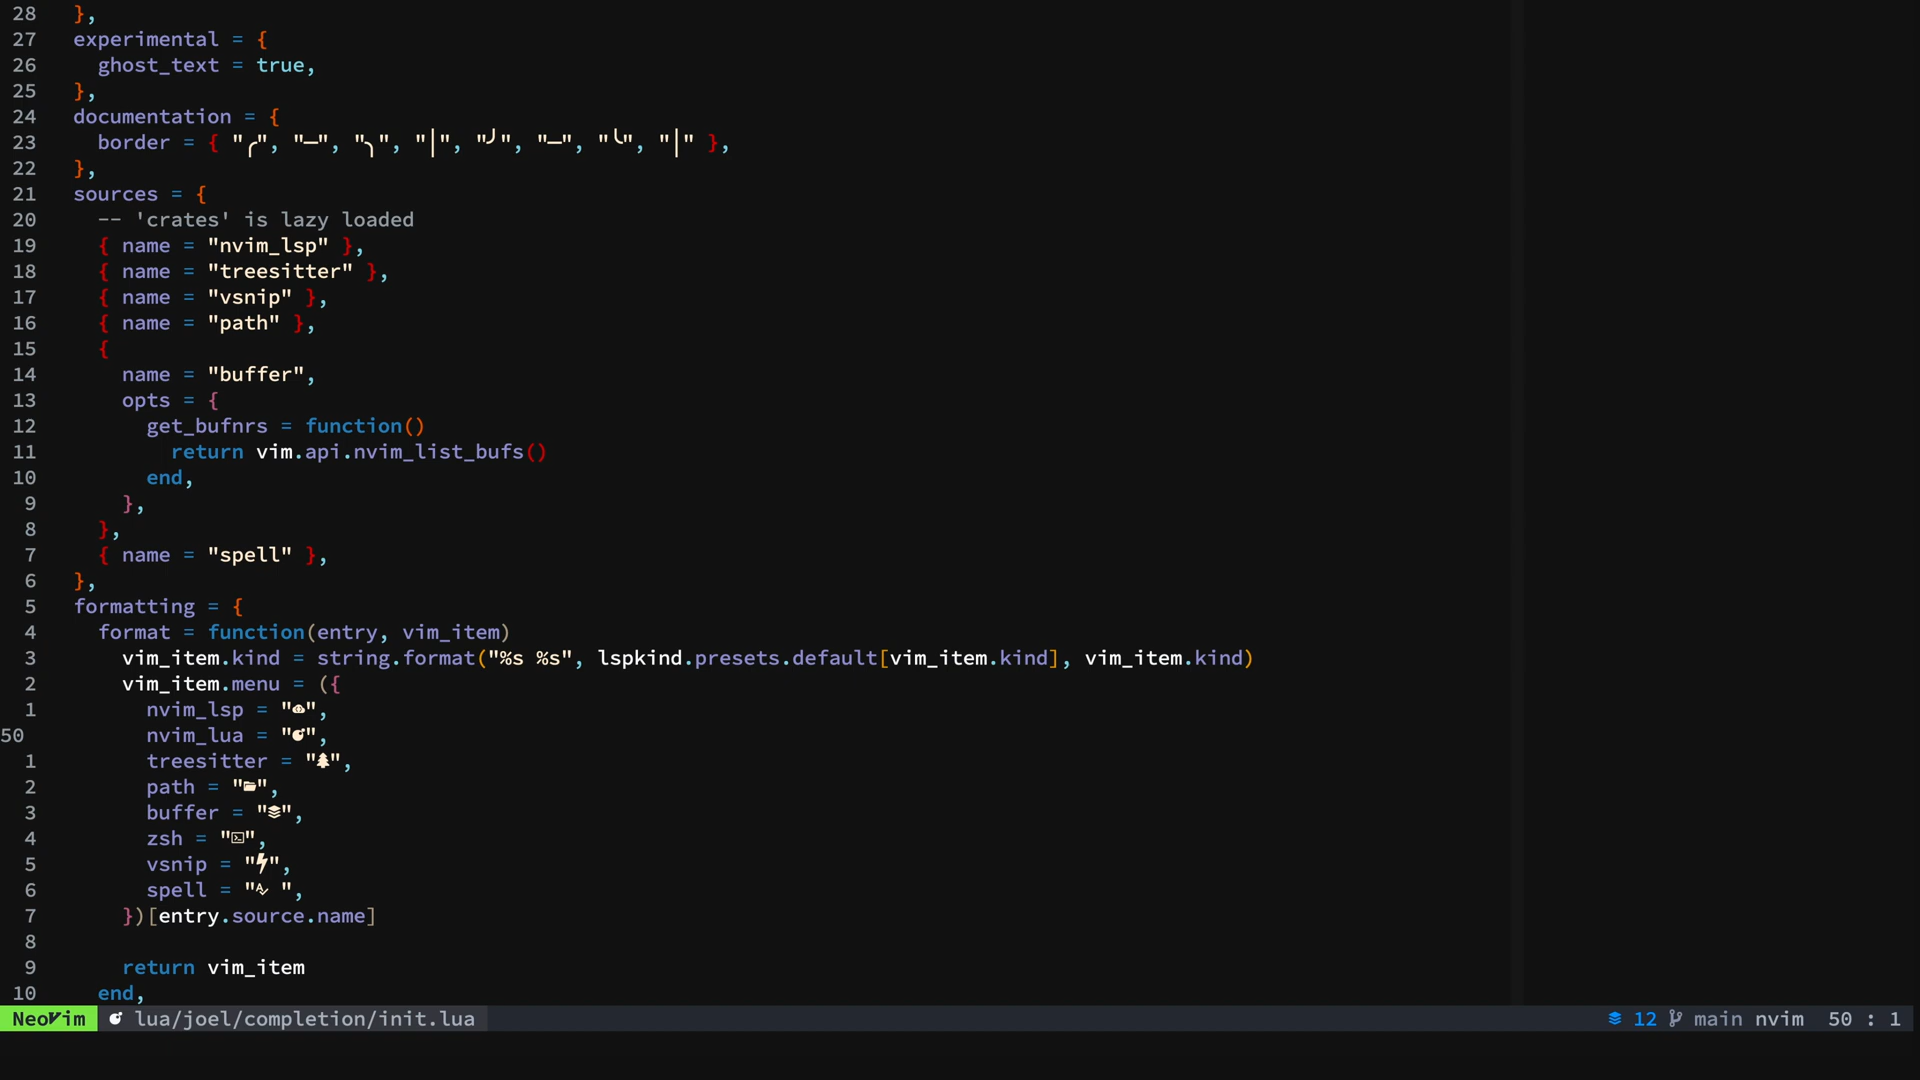 28   },
27   experimental = {
26     ghost_text = true,
25   },
24   documentation = {
23     border = { "╭", "─", "╮", "│", "╯", "─", "╰", "│" },
22   },
21   sources = {
20     -- 'crates' is lazy loaded
19     { name = "nvim_lsp" },
18     { name = "treesitter" },
17     { name = "vsnip" },
16     { name = "path" },
15     {
14       name = "buffer",
13       opts = {
12         get_bufnrs = function()
11           return vim.api.nvim_list_bufs()
10         end,
9       },
8     },
7     { name = "spell" },
6   },
5   formatting = {
4     format = function(entry, vim_item)
3       vim_item.kind = string.format("%s %s", lspkind.presets.default[vim_item.kind], vim_item.kind)
2       vim_item.menu = ({
1         nvim_lsp = "",
50         nvim_lua = "",
1         treesitter = "",
2         path = "",
3         buffer = "",
4         zsh = "",
5         vsnip = "",
6         spell = " ",
7       })[entry.source.name]
8
9       return vim_item
10     end,
NeoVim lua/joel/completion/init.lua 12 main nvim 50 : 1